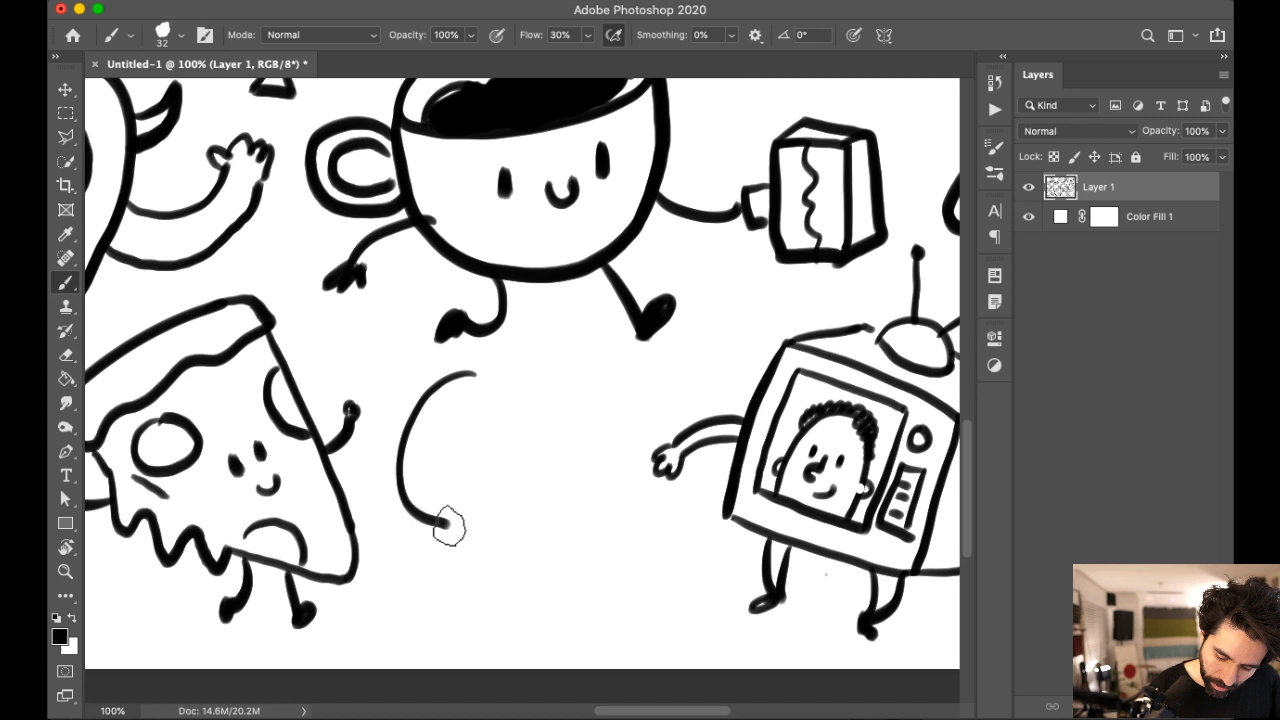 Adobe Photoshop 2020
32
Mode: Normal
Opacity: 100%
Flow: 30%
Smoothing: 0%
0°
Untitled-1 @ 100% (Layer 1, RGB/8*) *
Layers
Kind
Normal
Opacity: 100%
Lock:
Fill: 100%
Layer 1
Color Fill 1
100%
Doc: 14.6M/20.2M